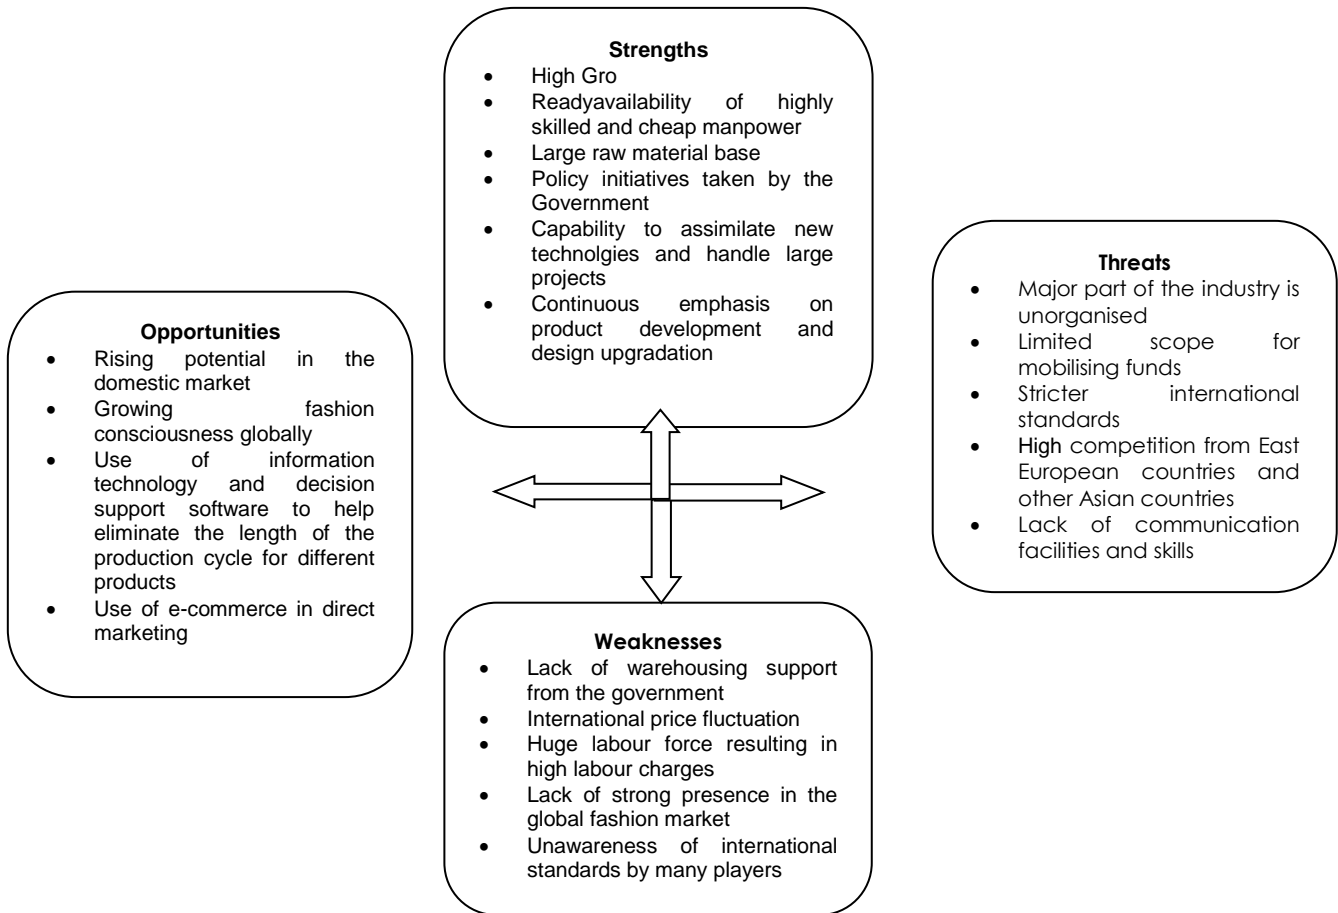 Strengths
• High Gro
• Readyavailability of highly
skilled and cheap manpower
• Large raw material base
• Policy initiatives taken by the
Government
• Capability to assimilate new
technolgies and handle large
projects
• Continuous emphasis on
product development and
design upgradation
Opportunities
• Rising potential in the
domestic market
• Growing fashion
consciousness globally
• Use of information
technology and decision
support software to help
eliminate the length of the
production cycle for different
products
• Use of e-commerce in direct
marketing
Threats
• Major part of the industry is
unorganised
• Limited scope for
mobilising funds
• Stricter international
standards
• High competition from East
European countries and
other Asian countries
• Lack of communication
facilities and skills
Weaknesses
• Lack of warehousing support
from the government
• International price fluctuation
• Huge labour force resulting in
high labour charges
• Lack of strong presence in the
global fashion market
• Unawareness of international
standards by many players